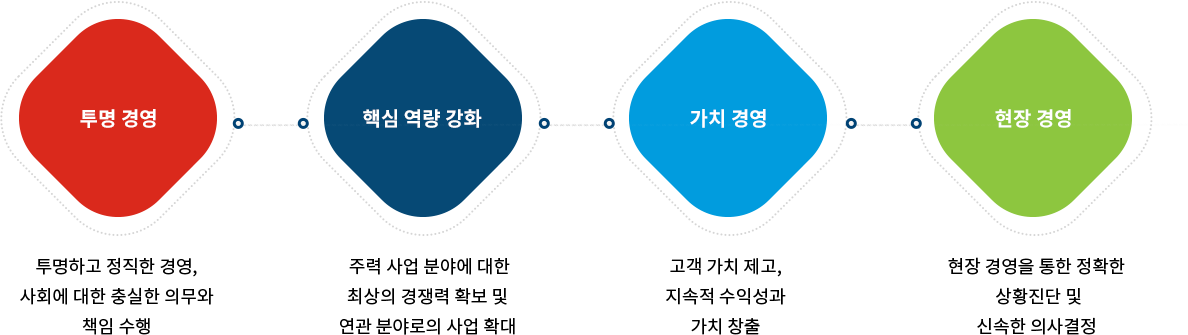 투명 경영
핵심 역량 강화
가치 경영
현장 경영
투명하고 정직한 경영,
사회에 대한 충실한 의무와
책임 수행
주력 사업 분야에 대한
최상의 경쟁력 확보 및
연관 분야로의 사업 확대
고객 가치 제고,
지속적 수익성과
가치 창출
현장 경영을 통한 정확한
상황진단 및
신속한 의사결정